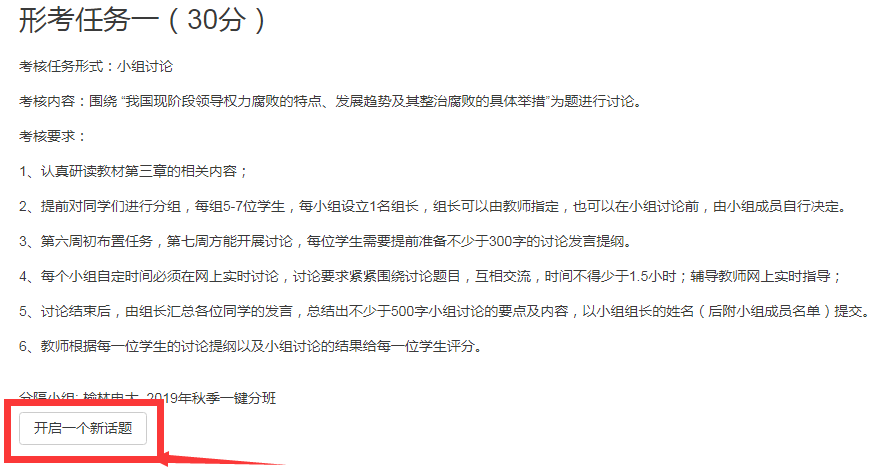 形考任务一（30分）
考核任务形式：小组讨论
考核内容：围绕 “我国现阶段领导权力腐败的特点、发展趋势及其整治腐败的具体举措”为题进行讨论。
考核要求：
1、认真研读教材第三章的相关内容；
2、提前对同学们进行分组，每组5-7位学生，每小组设立1名组长，组长可以由教师指定，也可以在小组讨论前，由小组成员自行决定。
3、第六周初布置任务，第七周方能开展讨论，每位学生需要提前准备不少于300字的讨论发言提纲。
4、每个小组自定时间必须在网上实时讨论，讨论要求紧紧围绕讨论题目，互相交流，时间不得少于1.5小时；辅导教师网上实时指导；
5、讨论结束后，由组长汇总各位同学的发言，总结出不少于500字小组讨论的要点及内容，以小组组长的姓名（后附小组成员名单）提交。
6、教师根据每一位学生的讨论提纲以及小组讨论的结果给每一位学生评分。
分隔小组: 榆林电大_2019年秋季一键分班
开启一个新话题